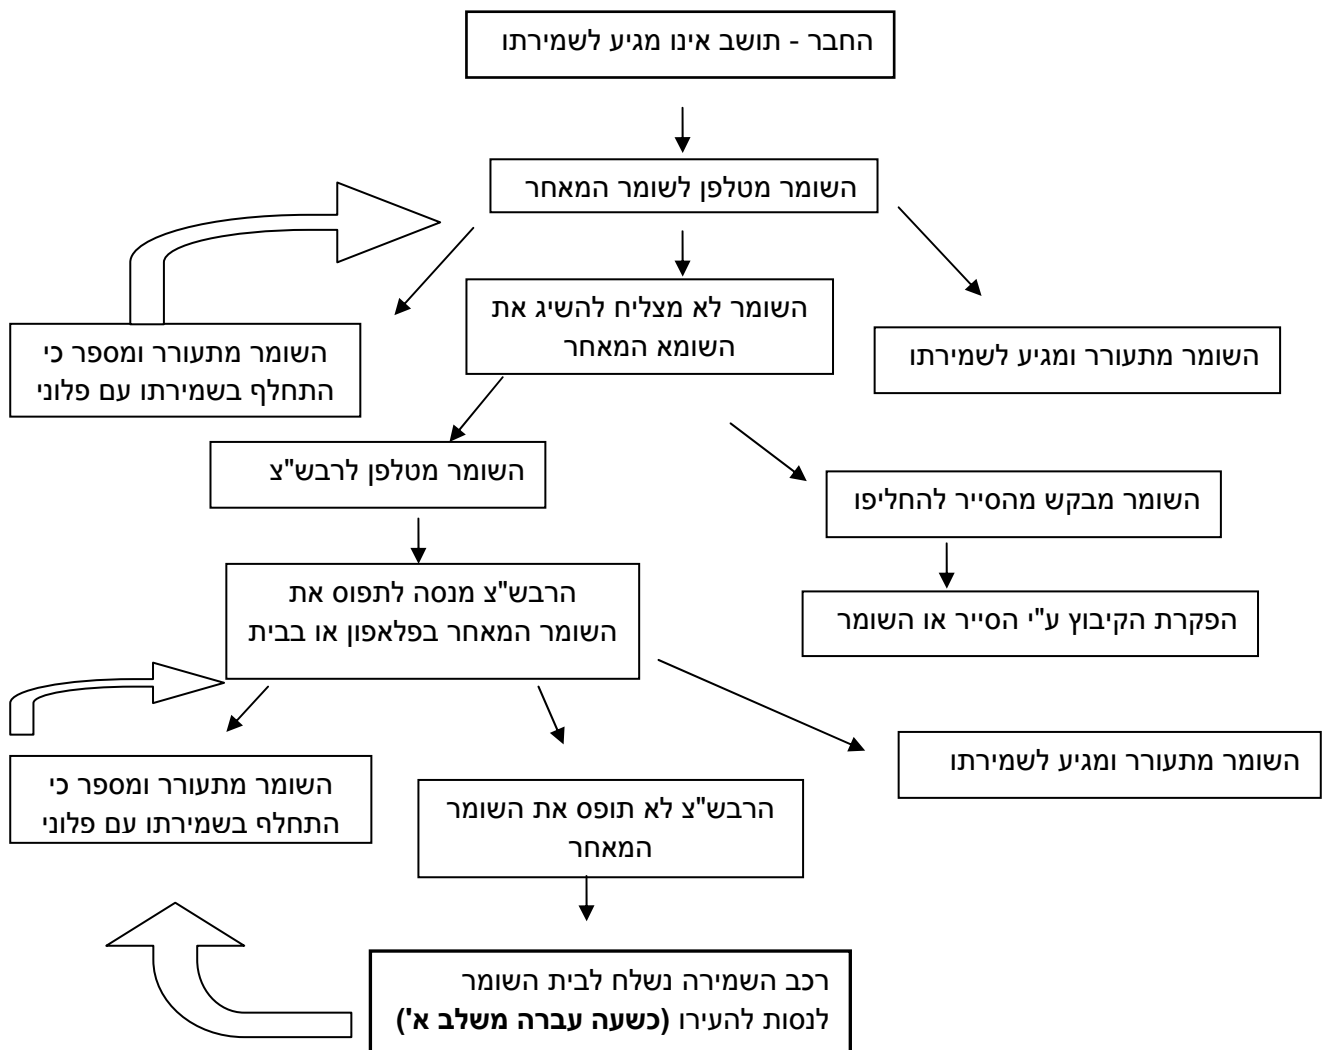 החבר - תושב אינו מגיע לשמירתו
השומר מטלפן לשומר המאחר
השומר לא מצליח להשיג את
השומא המאחר
השומר מתעורר ומגיע לשמירתו
השומר מתעורר ומספר כי
התחלף בשמירתו עם פלוני
השומר מטלפן לרבש"צ
השומר מבקש מהסייר להחליפו
הרבש"צ מנסה לתפוס את
השומר המאחר בפלאפון או בבית
הפקרת הקיבוץ ע"י הסייר או השומר
השומר מתעורר ומגיע לשמירתו
השומר מתעורר ומספר כי
התחלף בשמירתו עם פלוני
הרבש"צ לא תופס את השומר
המאחר
רכב השמירה נשלח לבית השומר
לנסות להעירו (כשעה עברה משלב א')